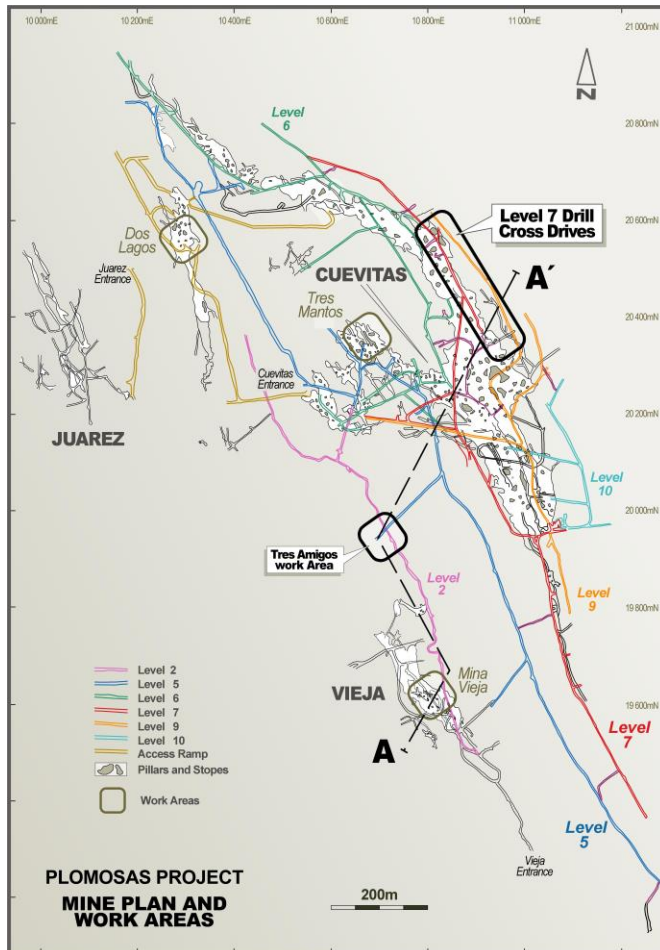 10 000mE
10 200mE
10 400mE
10 600mE
10 800mE
11 000mE
21 000mN
Level
6
N
20 800mN
Level 7 Drill
Cross Drives
20 600mN
Dos
Lagos
Juarez
Entrance
CUEVITAS
A´
Tres
Mantos
20 400mN
Cuevitas
Entrance
JUAREZ
20 200mN
Level
10
20 000mN
Tres Amigos
work Area
Level
2
Level
9
19 800mN
Level 2
Level 5
Level 6
Level 7
Level 9
Level 10
Access Ramp
Pillars and Stopes
Work Areas
VIEJA
Mina
Vieja
19 600mN
A
Level
7
Level
5
Vieja
Entrance
PLOMOSAS PROJECT
MINE PLAN AND
WORK AREAS
200m